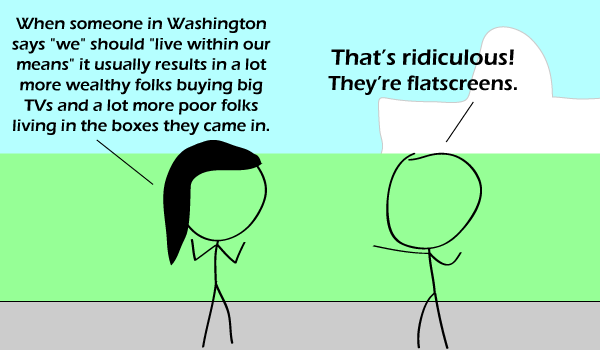 When someone in Washington
says "we" should "live within our
means" it usually results in a lot
more wealthy folks buying big
TVs and a lot more poor folks
living in the boxes they came in.
That's ridiculous!
They're flatscreens.